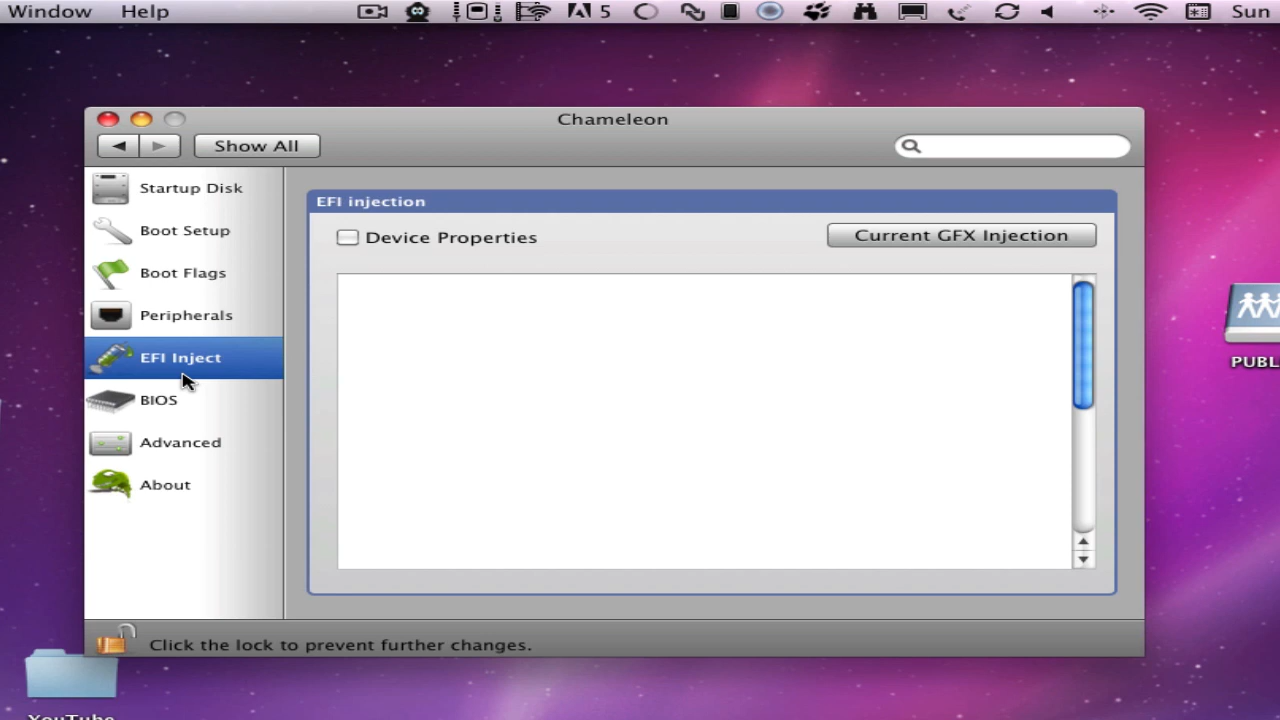 Window Help 5 Sun
Chameleon
Show All
Startup Disk
Boot Setup
Boot Flags
Peripherals
EFI Inject
BIOS
Advanced
About
EFI injection
Device Properties
Current GFX Injection
Click the lock to prevent further changes.
PUBL
YouTube